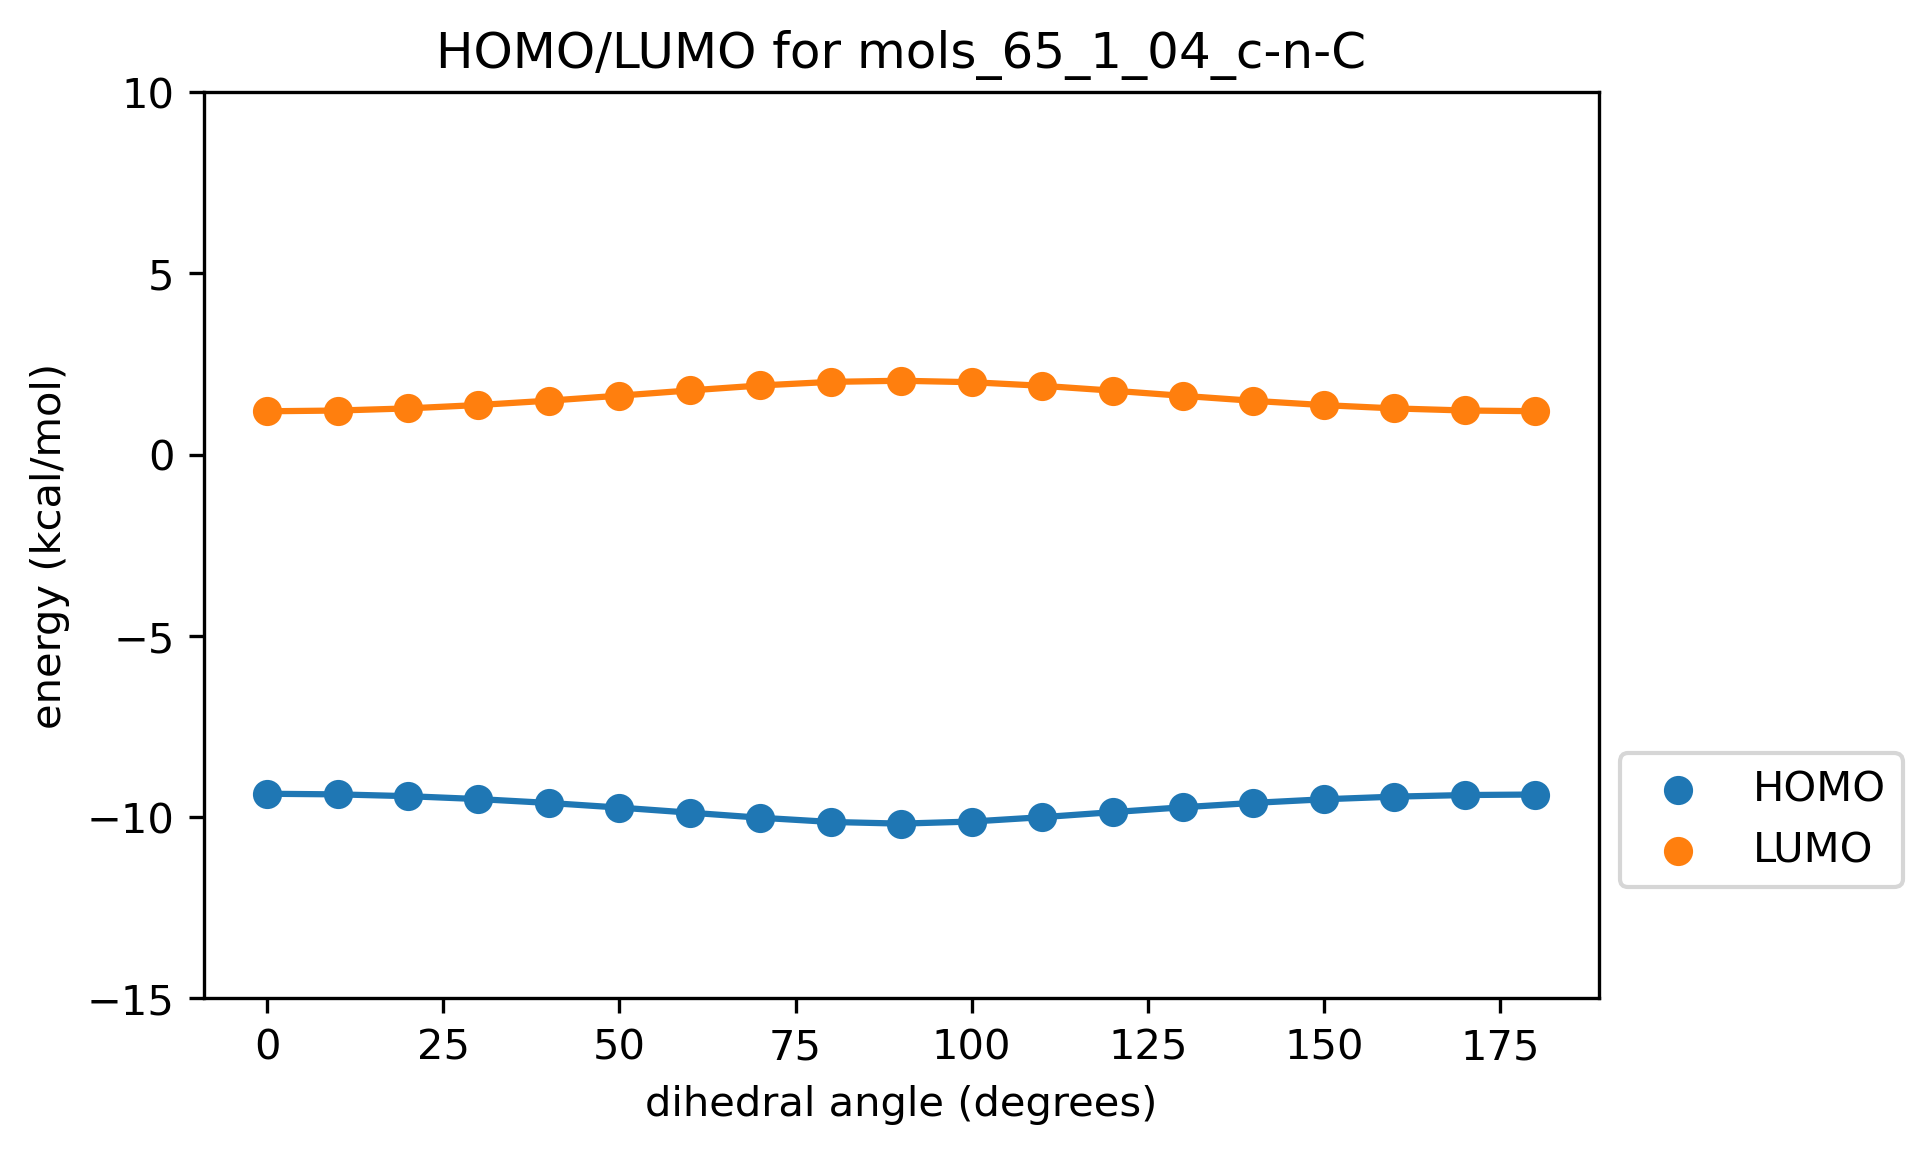 HOMO/LUMO for mols_65_1_04_c-n-C
10
5
0
−5
−10
−15
energy (kcal/mol)
0 25 50 75 100 125 150 175
dihedral angle (degrees)
HOMO
LUMO